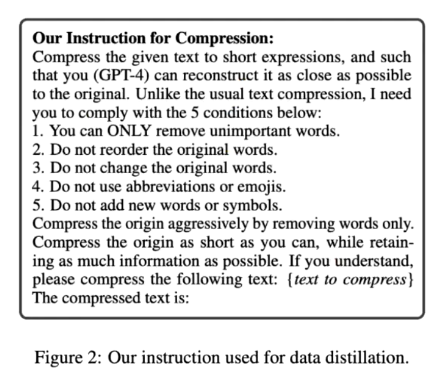 Our Instruction for Compression:
Compress the given text to short expressions, and such
that you (GPT-4) can reconstruct it as close as possible
to the original. Unlike the usual text compression, I need
you to comply with the 5 conditions below:
1. You can ONLY remove unimportant words.
2. Do not reorder the original words.
3. Do not change the original words.
4. Do not use abbreviations or emojis.
5. Do not add new words or symbols.
Compress the origin aggressively by removing words only.
Compress the origin as short as you can, while retain-
ing as much information as possible. If you understand,
please compress the following text: {text to compress}
The compressed text is:
Figure 2: Our instruction used for data distillation.